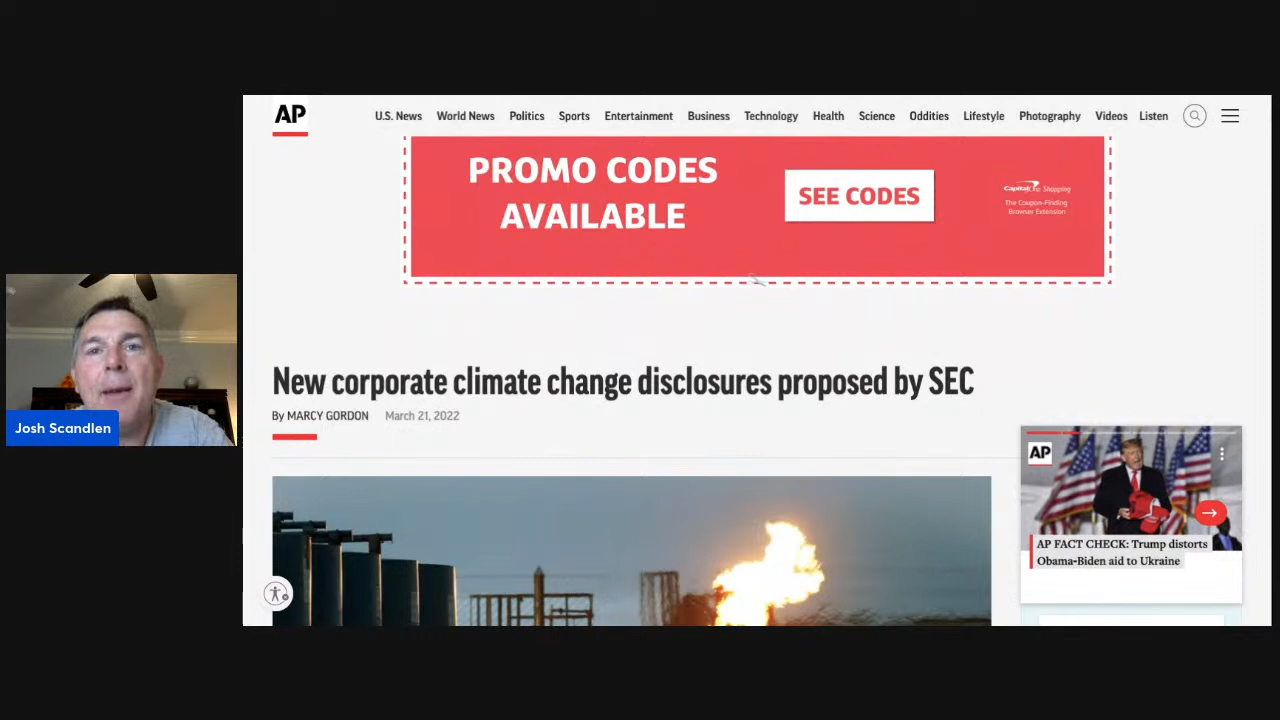 AP
U.S. News World News Politics Sports Entertainment Business Technology Health Science Oddities Lifestyle Photography Videos Listen
PROMO CODES
AVAILABLE
SEE CODES
CapitalOne Shopping
The Coupon-Finding
Browser Extension
New corporate climate change disclosures proposed by SEC
By MARCY GORDON March 21, 2022
Josh Scandlen
AP
AP FACT CHECK: Trump distorts
Obama-Biden aid to Ukraine